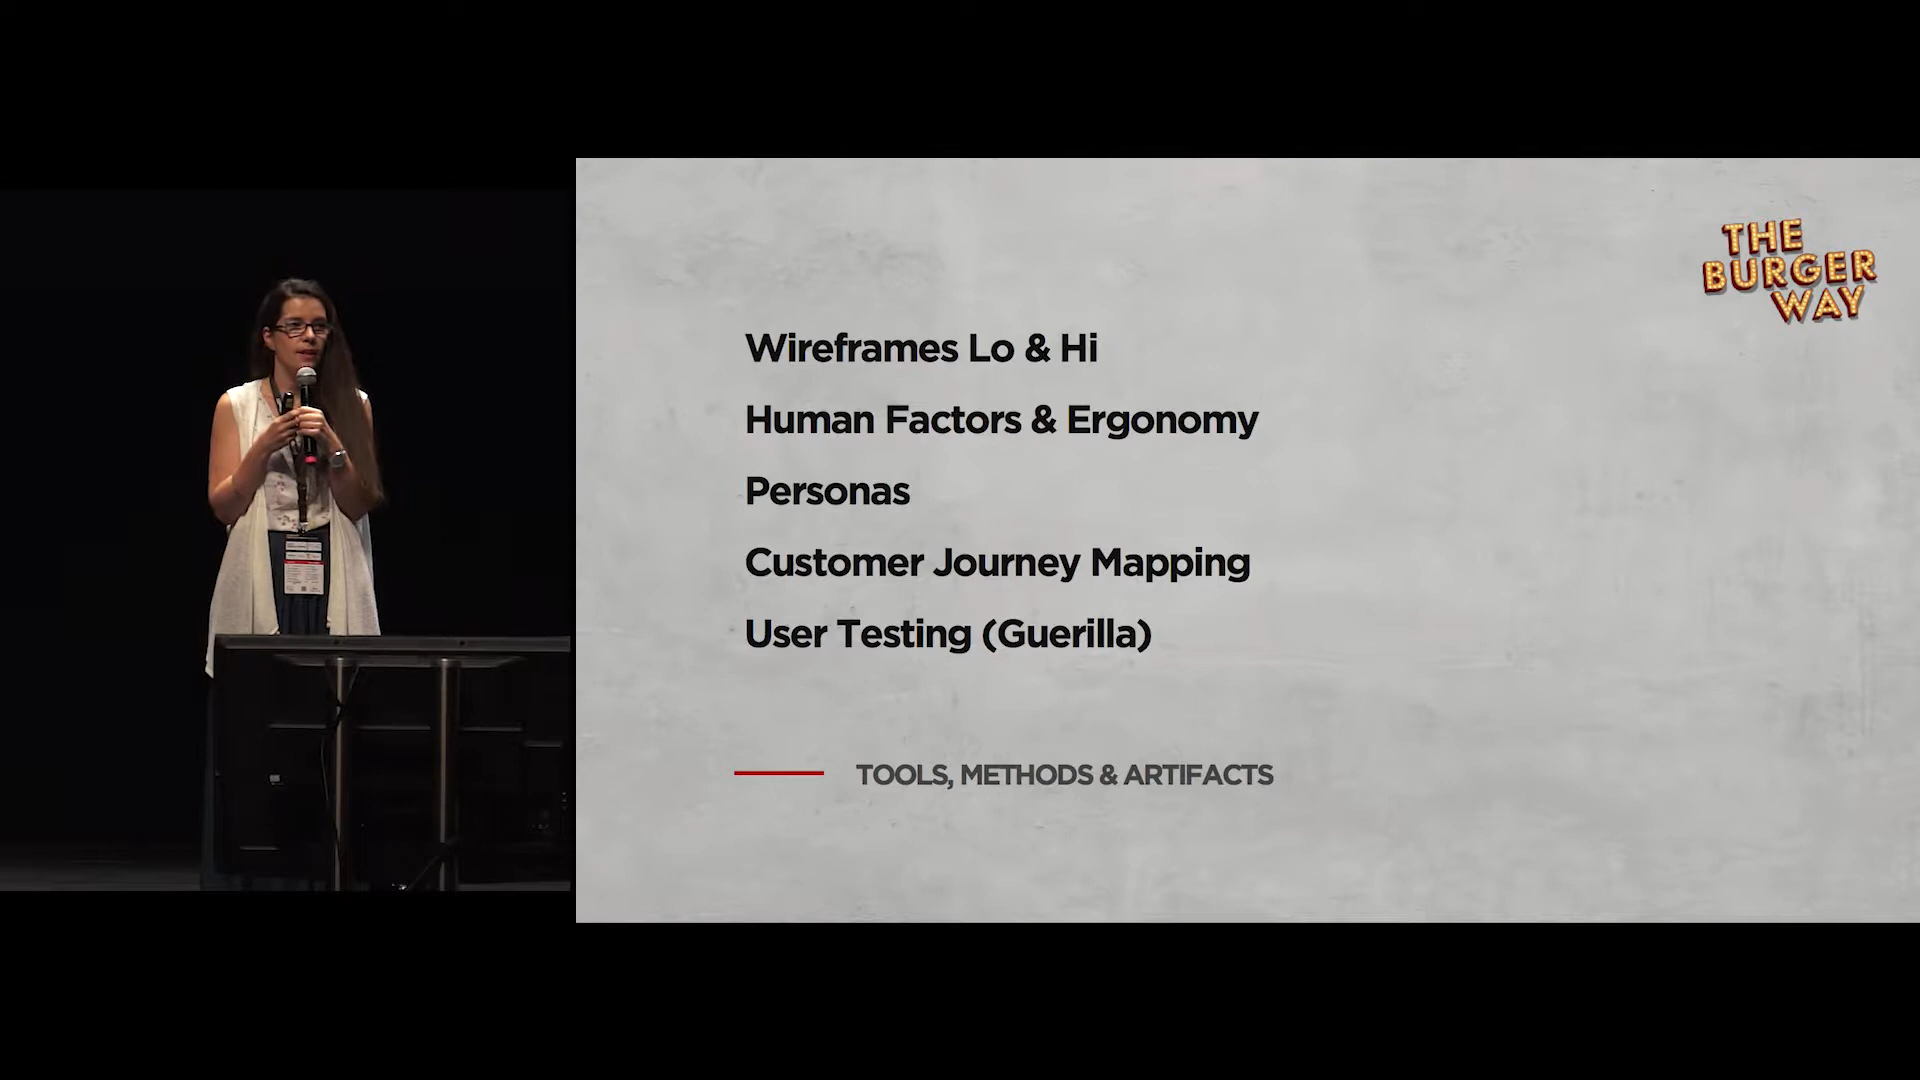 THE
BURGER
WAY
Wireframes Lo & Hi
Human Factors & Ergonomy
Personas
Customer Journey Mapping
User Testing (Guerilla)
TOOLS, METHODS & ARTIFACTS